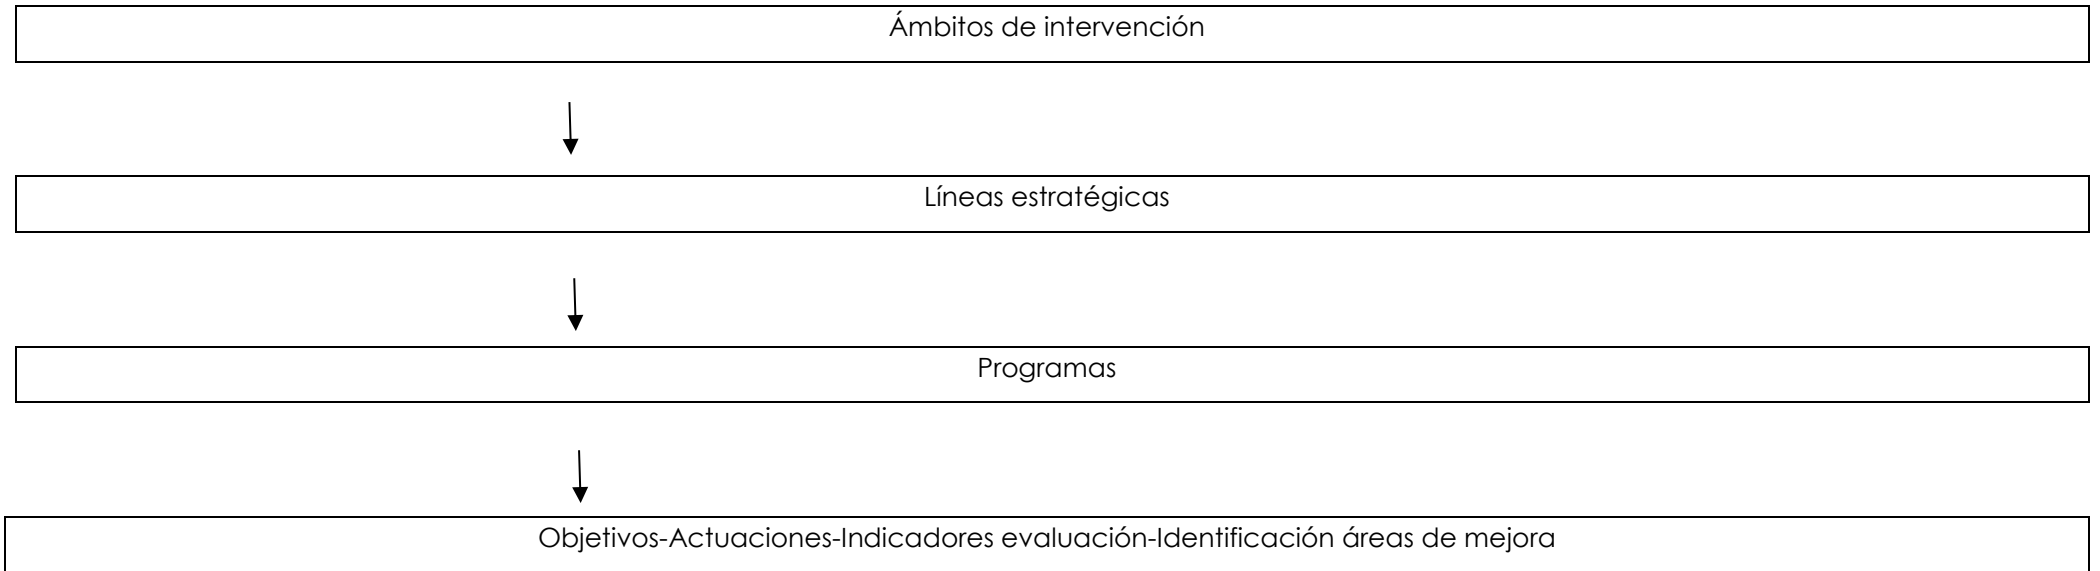 Ámbitos de intervención
Líneas estratégicas
Programas
Objetivos-Actuaciones-Indicadores evaluación-Identificación áreas de mejora